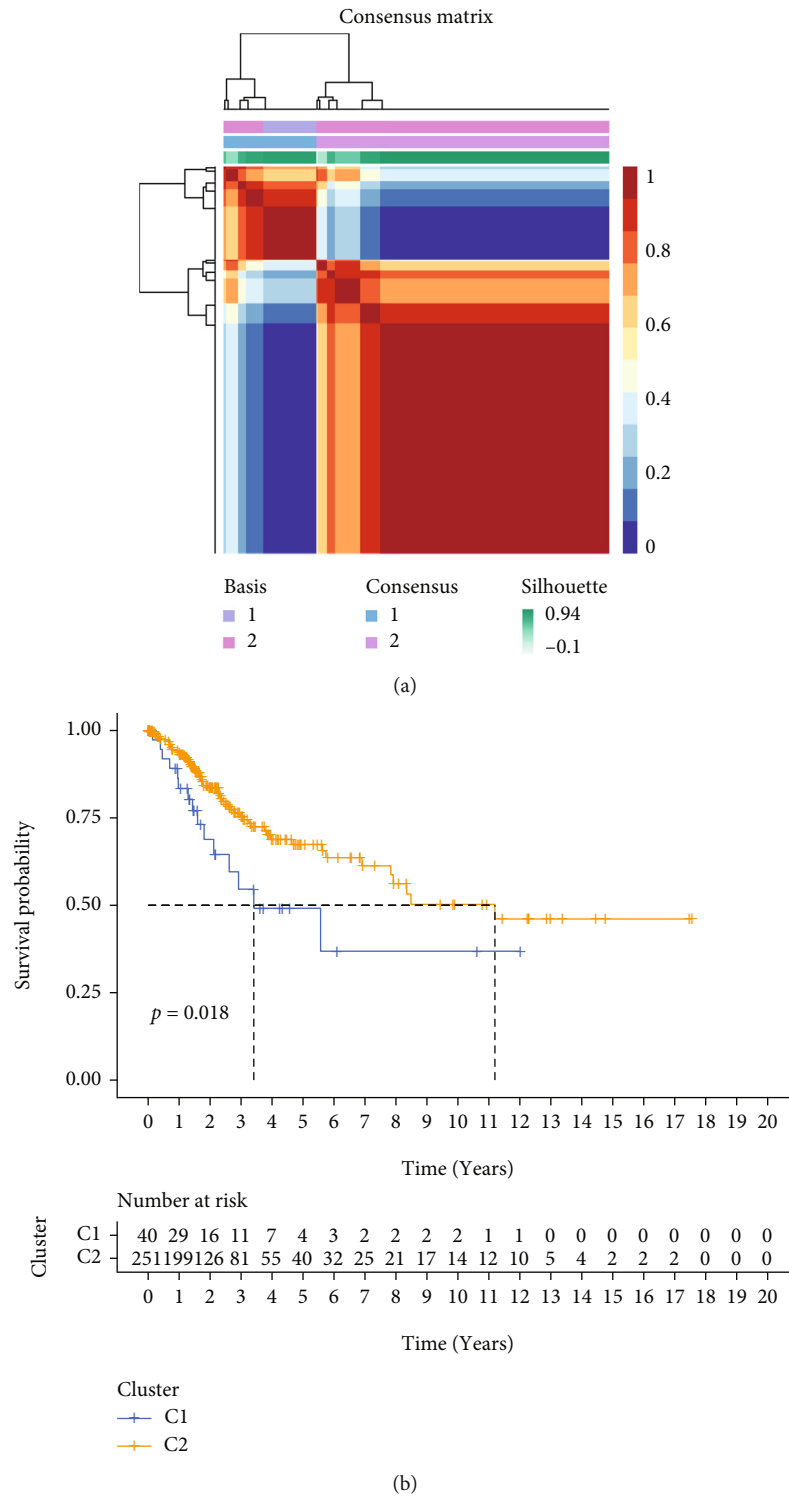 Consensus matrix
1
0.8
0.6
0.4
0.2
0
Basis Consensus Silhouette
1 1 0.94
2 2 –0.1
(a)
1.00
0.75
0.50
0.25
0.00
Survival probability
p = 0.018
0 1 2 3 4 5 6 7 8 9 10 11 12 13 14 15 16 17 18 19 20
Time (Years)
Number at risk
Cluster
C1 40 29 16 11 7 4 3 2 2 2 2 1 1 0 0 0 0 0 0 0 0
C2 251 199 126 81 55 40 32 25 21 17 14 12 10 5 4 2 2 2 0 0 0
0 1 2 3 4 5 6 7 8 9 10 11 12 13 14 15 16 17 18 19 20
Time (Years)
Cluster
C1
C2
(b)